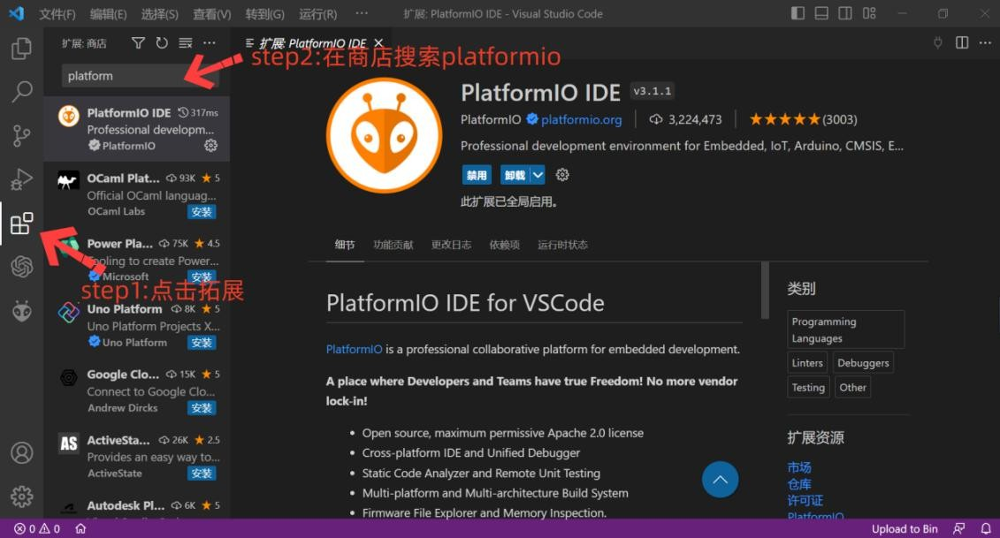 文件(F) 编辑(E) 选择(S) 查看(V) 转到(G) 运行(R) ··· 扩展: PlatformIO IDE - Visual Studio Code
扩展: 商店 ···
扩展: PlatformIO IDE
step2:在商店搜索platformio
platform
PlatformIO IDE 317ms
Professional developm...
PlatformIO
OCaml Plat... 93K 5
Official OCaml languag...
OCaml Labs 安装
Power Pla... 75K 4.5
Tooling to create Power...
Microsoft 安装
step1:点击拓展
Uno Platform 8K 5
Uno Platform Projects X...
Uno Platform 安装
Google Clo... 15K 5
Connect to Google Clo...
Andrew Dircks 安装
ActiveSta... 26K 2.5
AS
Provides an easy way to...
ActiveState 安装
Autodesk Pl... 6K 5
PlatformIO IDE v3.1.1
PlatformIO platformio.org 3,224,473 (3003)
Professional development environment for Embedded, IoT, Arduino, CMSIS, E...
禁用 卸载
此扩展已全局启用。
细节 功能贡献 更改日志 依赖项 运行时状态
PlatformIO IDE for VSCode
PlatformIO is a professional collaborative platform for embedded development.
A place where Developers and Teams have true Freedom! No more vendor
lock-in!
• Open source, maximum permissive Apache 2.0 license
• Cross-platform IDE and Unified Debugger
• Static Code Analyzer and Remote Unit Testing
• Multi-platform and Multi-architecture Build System
• Firmware File Explorer and Memory Inspection.
类别
Programming
Languages
Linters Debuggers
Testing Other
扩展资源
市场
仓库
许可证
PlatformIO
0 0 Upload to Bin